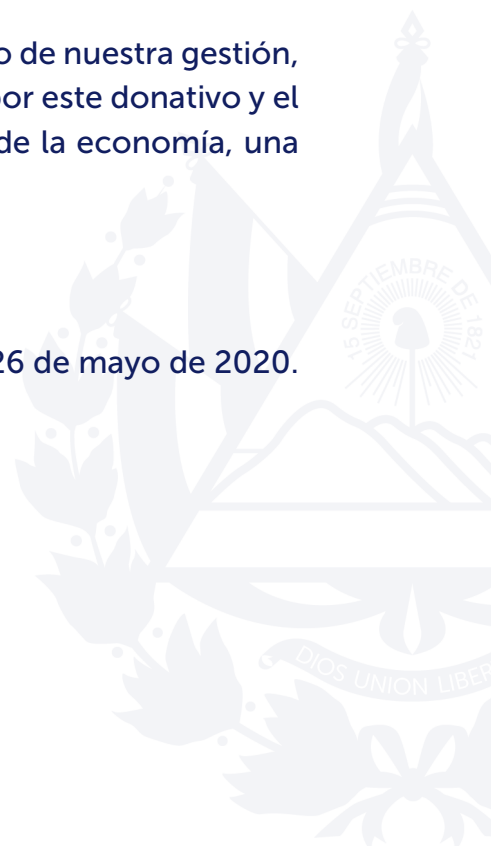 o de nuestra gestión,
por este donativo y el
de la economía, una
26 de mayo de 2020.
15 SEPTIEMBRE DE 1821
DIOS UNION LIBER